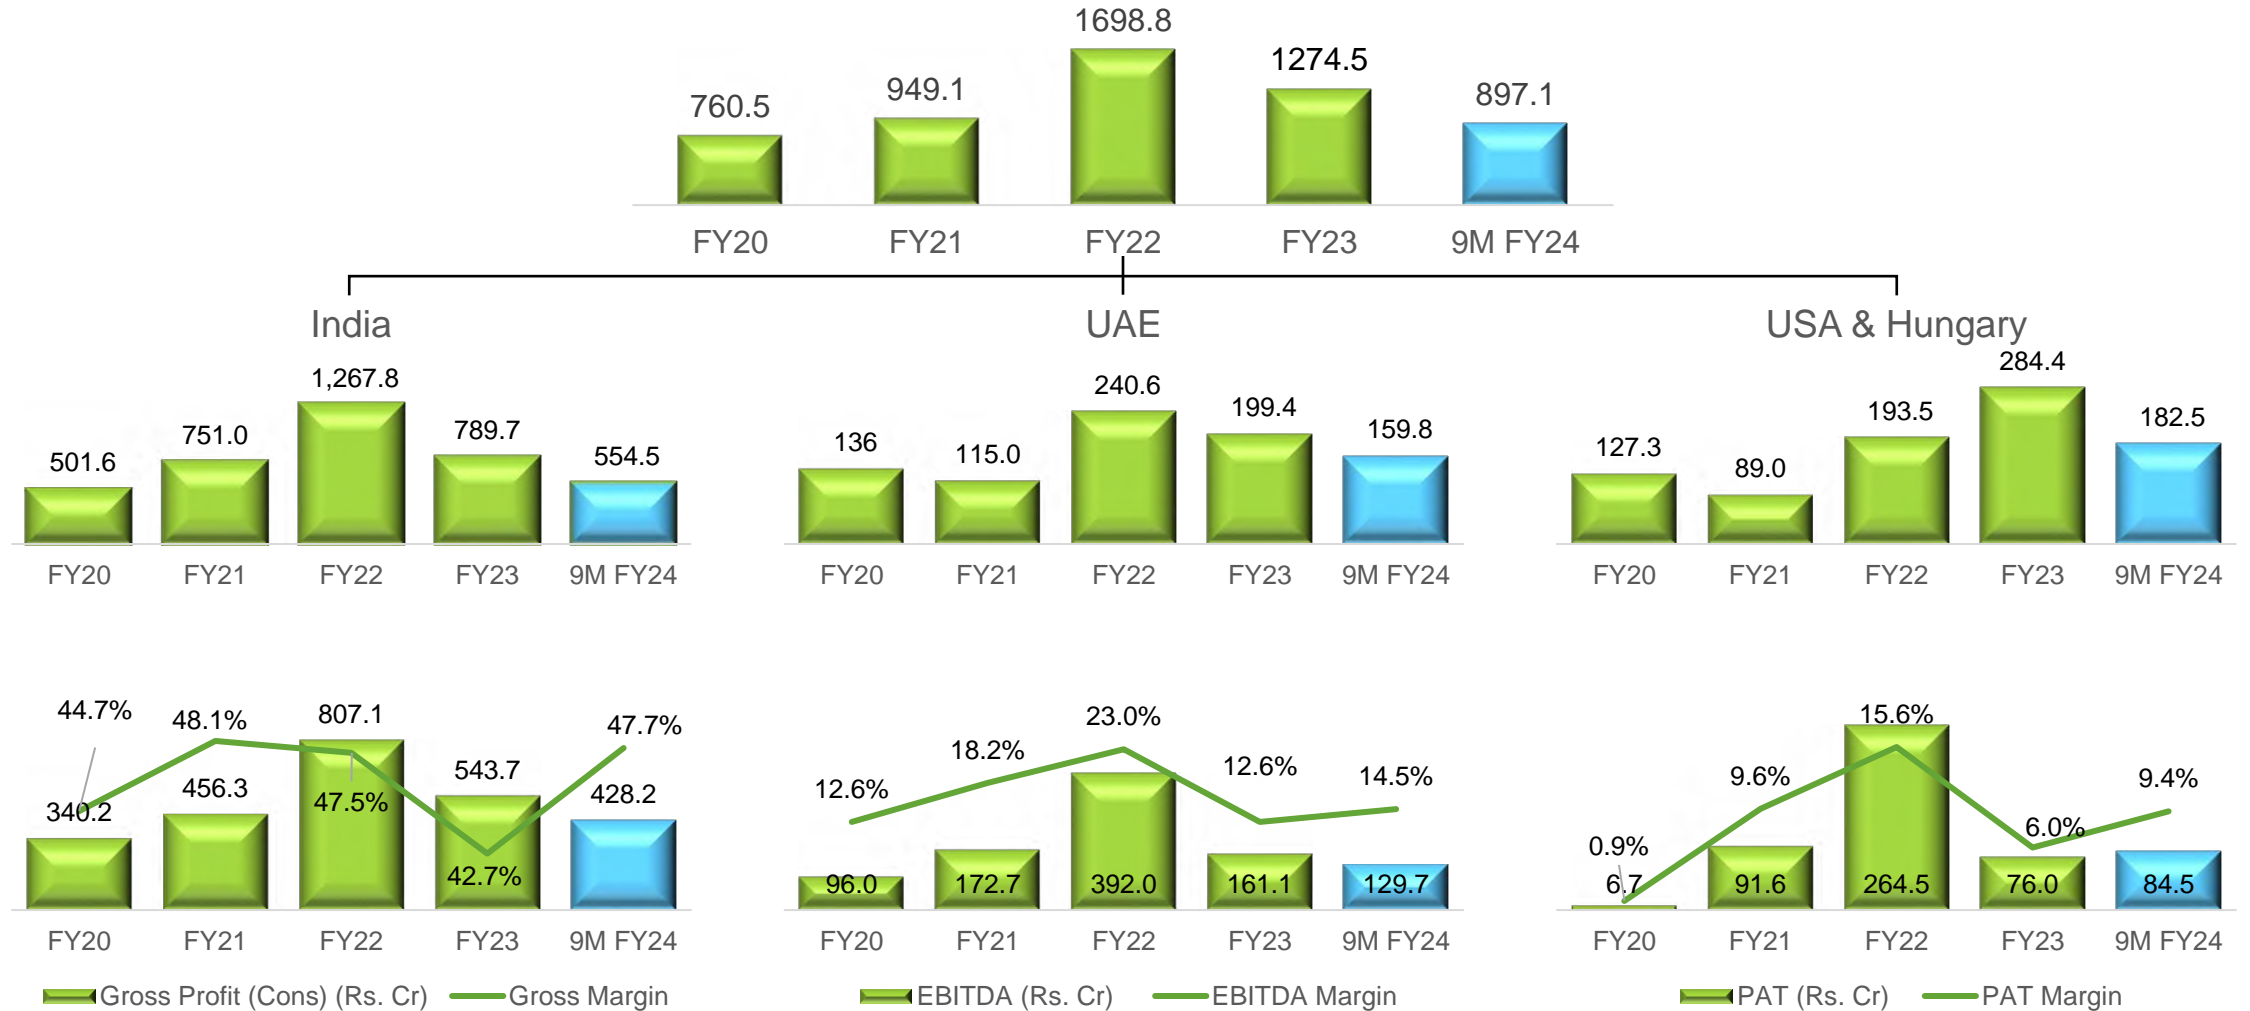 1698.8
1274.5
949.1
897.1
760.5
FY20 FY21 FY22 FY23 9M FY24
India
1,267.8
751.0
789.7
501.6
554.5
FY20 FY21 FY22 FY23 9M FY24
UAE
240.6
199.4
159.8
136
115.0
FY20 FY21 FY22 FY23 9M FY24
USA & Hungary
284.4
193.5
182.5
127.3
89.0
FY20 FY21 FY22 FY23 9M FY24
44.7%
48.1%
807.1
47.7%
543.7
456.3
428.2
340.2
47.5%
42.7%
FY20 FY21 FY22 FY23 9M FY24
Gross Profit (Cons) (Rs. Cr) Gross Margin
23.0%
18.2%
12.6%
14.5%
12.6%
96.0 172.7 392.0 161.1 129.7
FY20 FY21 FY22 FY23 9M FY24
EBITDA (Rs. Cr) EBITDA Margin
15.6%
9.6%
9.4%
6.0%
0.9%
6.7 91.6 264.5 76.0 84.5
FY20 FY21 FY22 FY23 9M FY24
PAT (Rs. Cr) PAT Margin